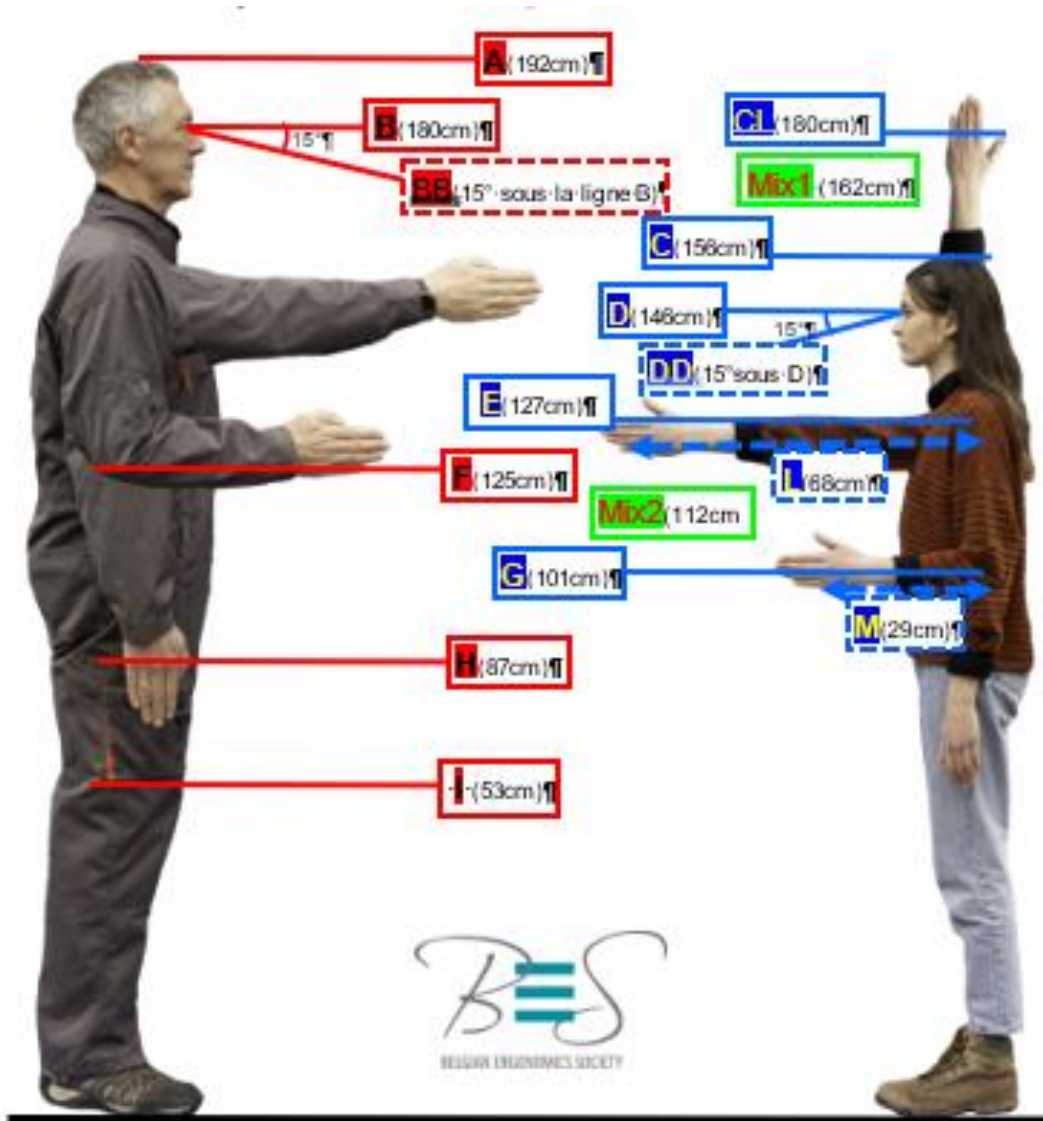 A(192cm)¶
B(180cm)¶
15°¶
BB(15°·sous·la·ligne·B)¶
CL(180cm)¶
Mix1·(162cm)¶
C(156cm)¶
D(146cm)¶
15°¶
DD(15°sous·D)¶
E(127cm)¶
L(68cm)¶
F(125cm)¶
Mix2(112cm
G(101cm)¶
M(29cm)¶
H(87cm)¶
·I·(53cm)¶
BES
BELGIAN ERGONOMICS SOCIETY